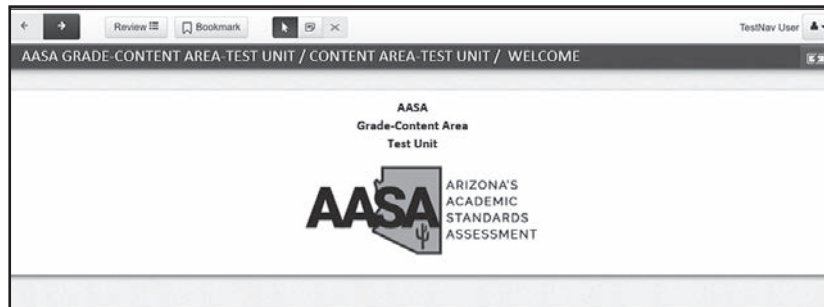 Review Bookmark TestNav User
AASA GRADE-CONTENT AREA-TEST UNIT / CONTENT AREA-TEST UNIT / WELCOME
AASA
Grade-Content Area
Test Unit
AASA
ARIZONA'S
ACADEMIC
STANDARDS
ASSESSMENT